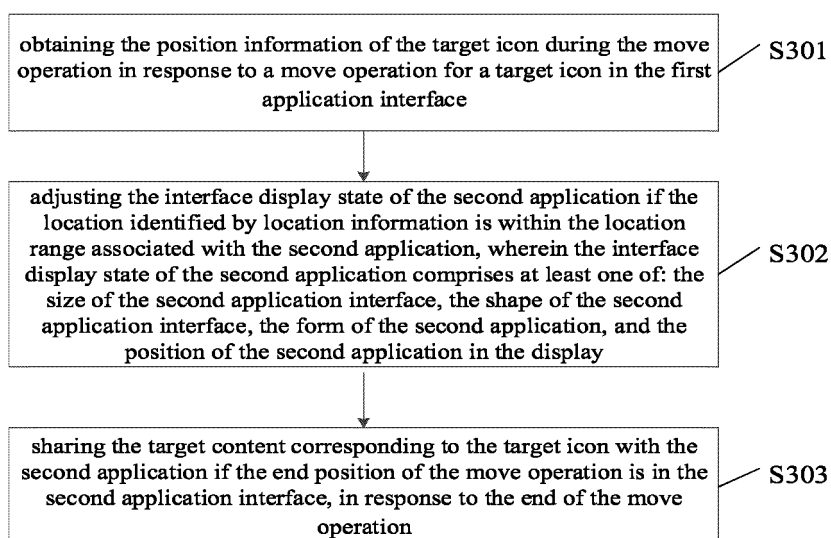 obtaining the position information of the target icon during the move
operation in response to a move operation for a target icon in the first
application interface
S301
adjusting the interface display state of the second application if the
location identified by location information is within the location
range associated with the second application, wherein the interface
display state of the second application comprises at least one of: the
size of the second application interface, the shape of the second
application interface, the form of the second application, and the
position of the second application in the display
S302
sharing the target content corresponding to the target icon with the
second application if the end position of the move operation is in the
second application interface, in response to the end of the move
operation
S303